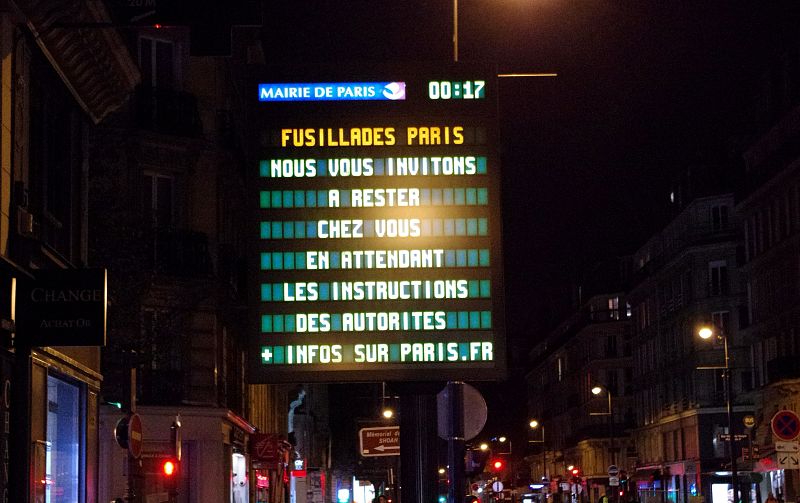 MAIRIE DE PARIS 00:17
FUSILLADES PARIS
NOUS VOUS INVITONS
A RESTER
CHEZ VOUS
EN ATTENDANT
LES INSTRUCTIONS
DES AUTORITES
+ INFOS SUR PARIS.FR
CHANGE
ACHAT OR
Mémorial d
SHOAH